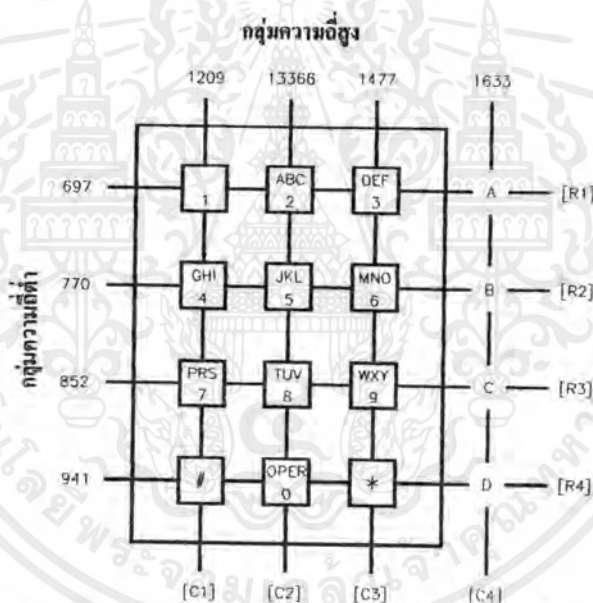 กลุ่มความถี่สูง
1209 13366 1477 1633
ABC DEF
697 1 2 3 A [R1]
GHI JKL MNO
770 4 5 6 B [R2]
กลุ่มความถี่ต่ำ
PRS TUV WXY
852 7 8 9 C [R3]
OPER
941 # 0 * D [R4]
[C1] [C2] [C3] [C4]